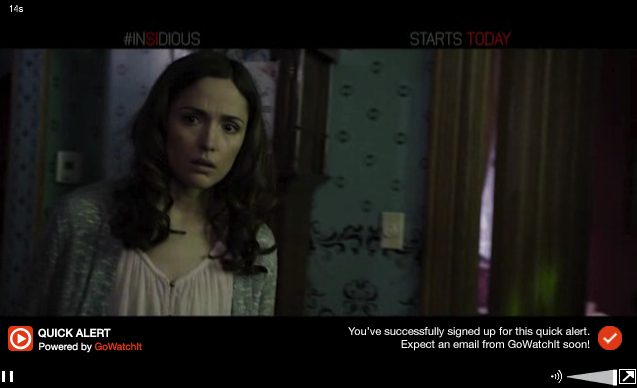 14s
#INSIDIOUS
STARTS TODAY
QUICK ALERT
Powered by GoWatchIt
You've successfully signed up for this quick alert.
Expect an email from GoWatchIt soon!